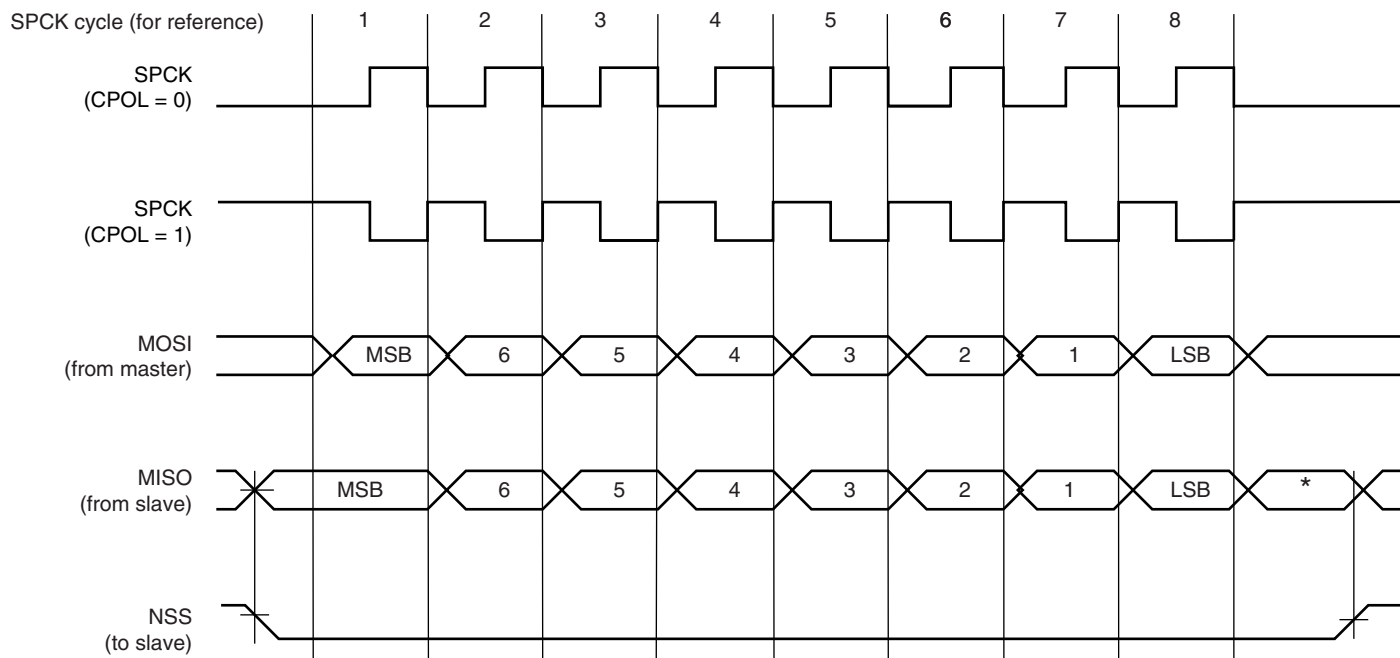 SPCK cycle (for reference) 1 2 3 4 5 6 7 8
SPCK
(CPOL = 0)
SPCK
(CPOL = 1)
MOSI
(from master)
MSB 6 5 4 3 2 1 LSB
MISO
(from slave)
MSB 6 5 4 3 2 1 LSB *
NSS
(to slave)